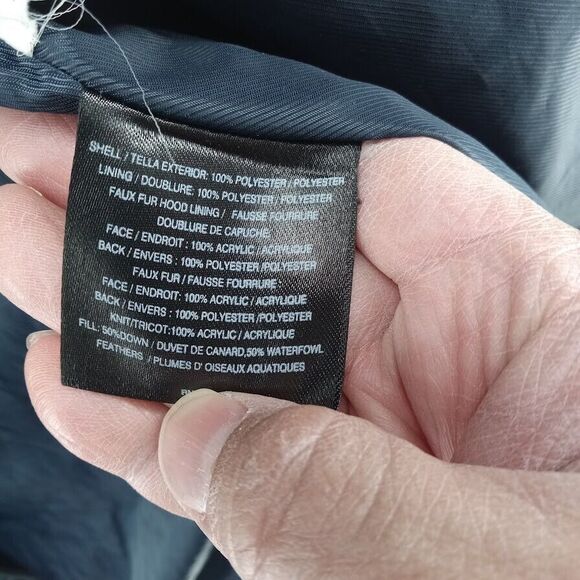 SHELL / TELLA EXTERIOR: 100% POLYESTER / POLYESTER
LINING / DOUBLURE: 100% POLYESTER / POLYESTER
FAUX FUR HOOD LINING / FAUSSE FOURRURE
DOUBLURE DE CAPUCHE:
FACE / ENDROIT : 100% ACRYLIC / ACRYLIQUE
BACK / ENVERS : 100% POLYESTER /POLYESTER
FAUX FUR / FAUSSE FOURRURE :
FACE / ENDROIT : 100% ACRYLIC / ACRYLIQUE
BACK / ENVERS : 100% POLYESTER /POLYESTER
KNIT/TRICOT:100% ACRYLIC / ACRYLIQUE
FILL: 50%DOWN / DUVET DE CANARD,50% WATERFOWL
FEATHERS / PLUMES D' OISEAUX AQUATIQUES